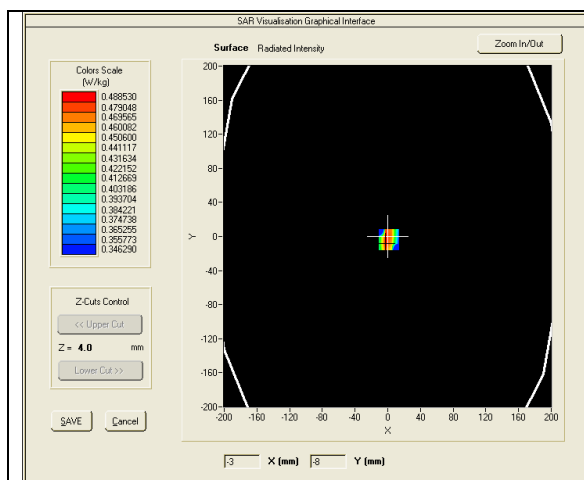 SAR Visualisation Graphical Interface
Surface Radiated Intensity
Zoom In/Out
Colors Scale
(W/kg)
0.488530
0.479048
0.469565
0.460082
0.450600
0.441117
0.431634
0.422152
0.412669
0.403186
0.393704
0.384221
0.374738
0.365255
0.355773
0.346290
Z-Cuts Control
<< Upper Cut
Z = 4.0 mm
Lower Cut >>
SAVE
Cancel
200
160
120
80
40
0
-40
-80
-120
-160
-200
Y
-200 -160 -120 -80 -40 0 40 80 120 160 200
X
-3 X (mm) -8 Y (mm)